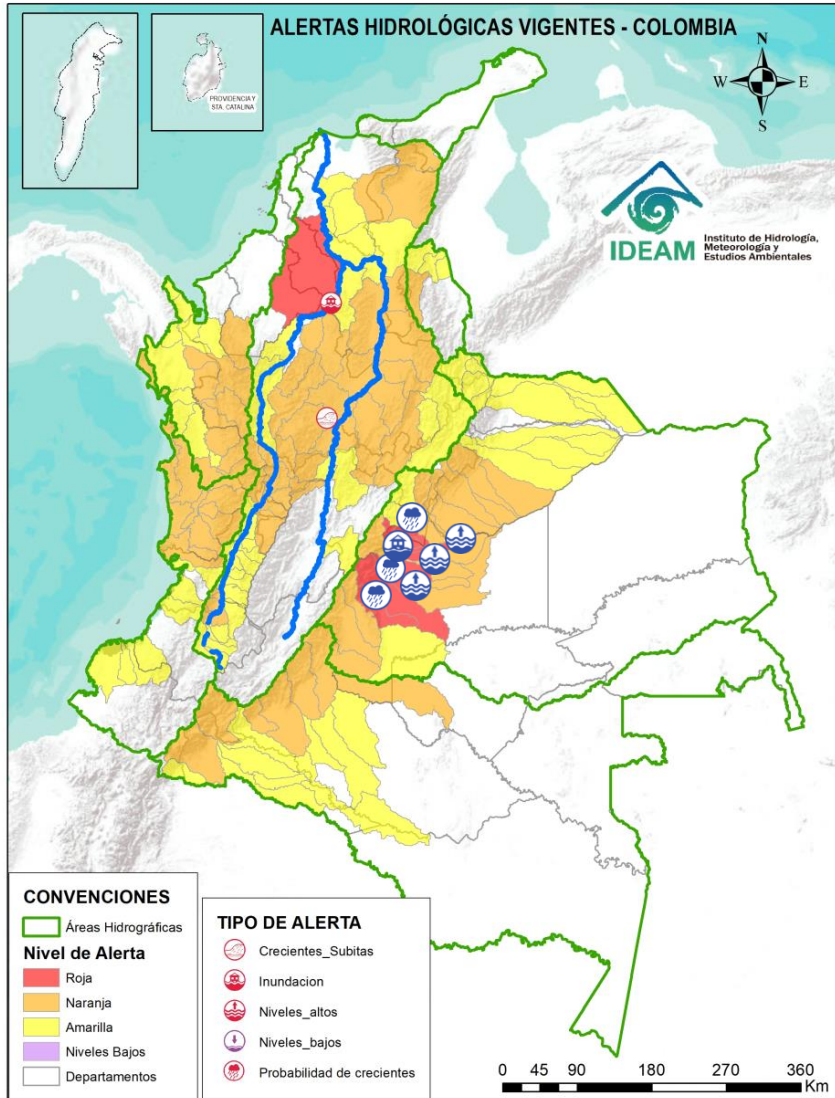 ALERTAS HIDROLÓGICAS VIGENTES - COLOMBIA
PROVIDENCIA Y
STA. CATALINA
N
W
E
S
IDEAM
Instituto de Hidrología,
Meteorología y
Estudios Ambientales
CONVENCIONES
Áreas Hidrográficas
Nivel de Alerta
Roja
Naranja
Amarilla
Niveles Bajos
Departamentos
TIPO DE ALERTA
Crecientes_Subitas
Inundacion
Niveles_altos
Niveles_bajos
Probabilidad de crecientes
0 45 90 180 270 360
Km